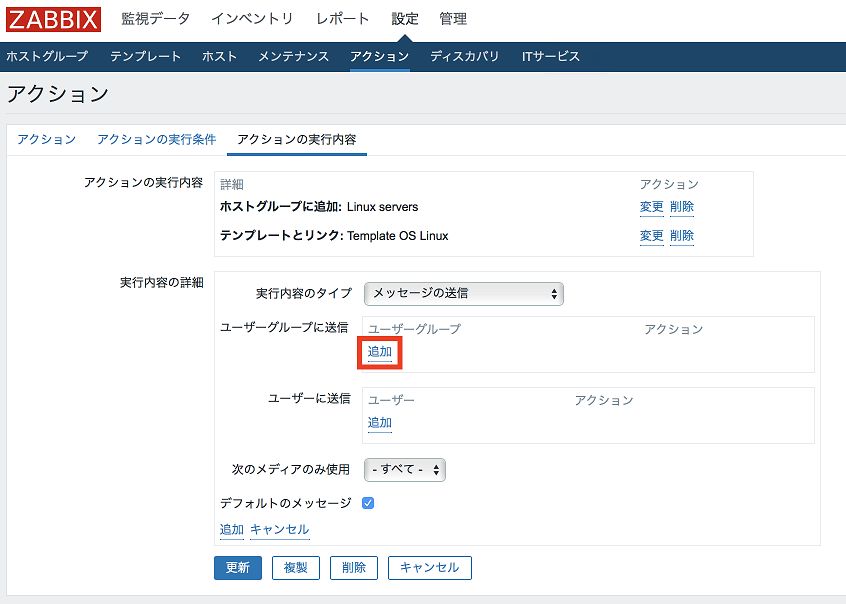 ZABBIX 監視データ インベントリ レポート 設定 管理
ホストグループ テンプレート ホスト メンテナンス アクション ディスカバリ ITサービス
アクション
アクション アクションの実行条件 アクションの実行内容
アクションの実行内容 詳細 アクション
ホストグループに追加: Linux servers 変更 削除
テンプレートとリンク: Template OS Linux 変更 削除
実行内容の詳細
実行内容のタイプ メッセージの送信
ユーザーグループに送信 ユーザーグループ アクション
追加
ユーザーに送信 ユーザー アクション
追加
次のメディアのみ使用 - すべて -
デフォルトのメッセージ
追加 キャンセル
更新 複製 削除 キャンセル